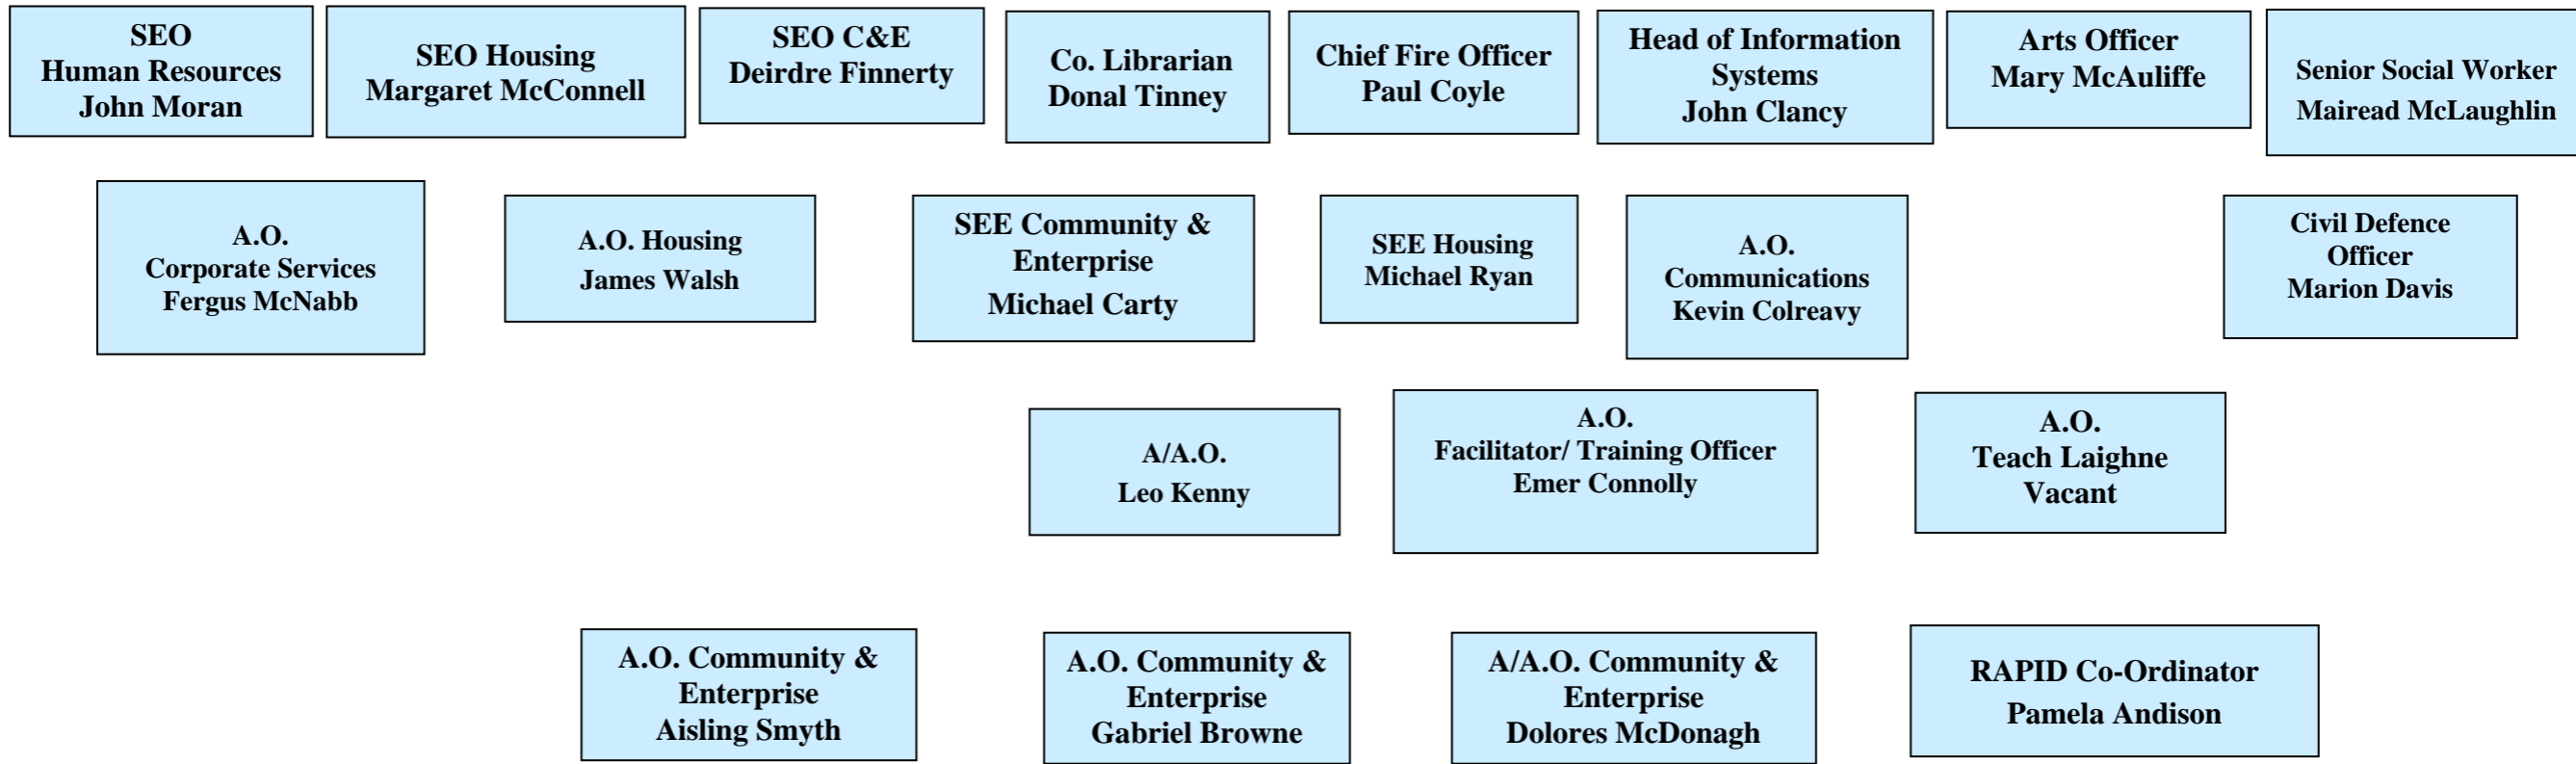 SEO
Human Resources
John Moran
SEO Housing
Margaret McConnell
SEO C&E
Deirdre Finnerty
Co. Librarian
Donal Tinney
Chief Fire Officer
Paul Coyle
Head of Information
Systems
John Clancy
Arts Officer
Mary McAuliffe
Senior Social Worker
Mairead McLaughlin
A.O.
Corporate Services
Fergus McNabb
A.O. Housing
James Walsh
SEE Community &
Enterprise
Michael Carty
SEE Housing
Michael Ryan
A.O.
Communications
Kevin Colreavy
Civil Defence
Officer
Marion Davis
A/A.O.
Leo Kenny
A.O.
Facilitator/ Training Officer
Emer Connolly
A.O.
Teach Laighne
Vacant
A.O. Community &
Enterprise
Aisling Smyth
A.O. Community &
Enterprise
Gabriel Browne
A/A.O. Community &
Enterprise
Dolores McDonagh
RAPID Co-Ordinator
Pamela Andison